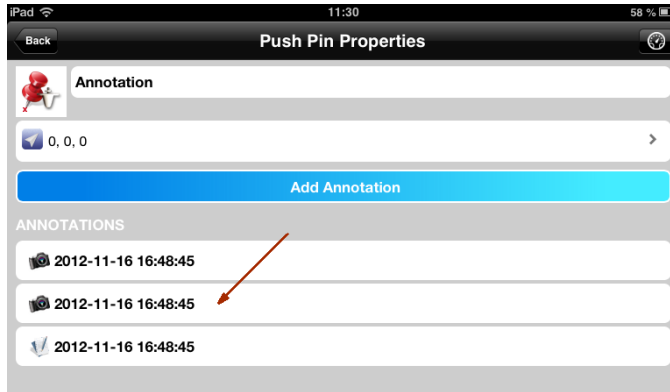 iPad 11:30 58 %
Back Push Pin Properties
Annotation
0, 0, 0
Add Annotation
ANNOTATIONS
2012-11-16 16:48:45
2012-11-16 16:48:45
2012-11-16 16:48:45